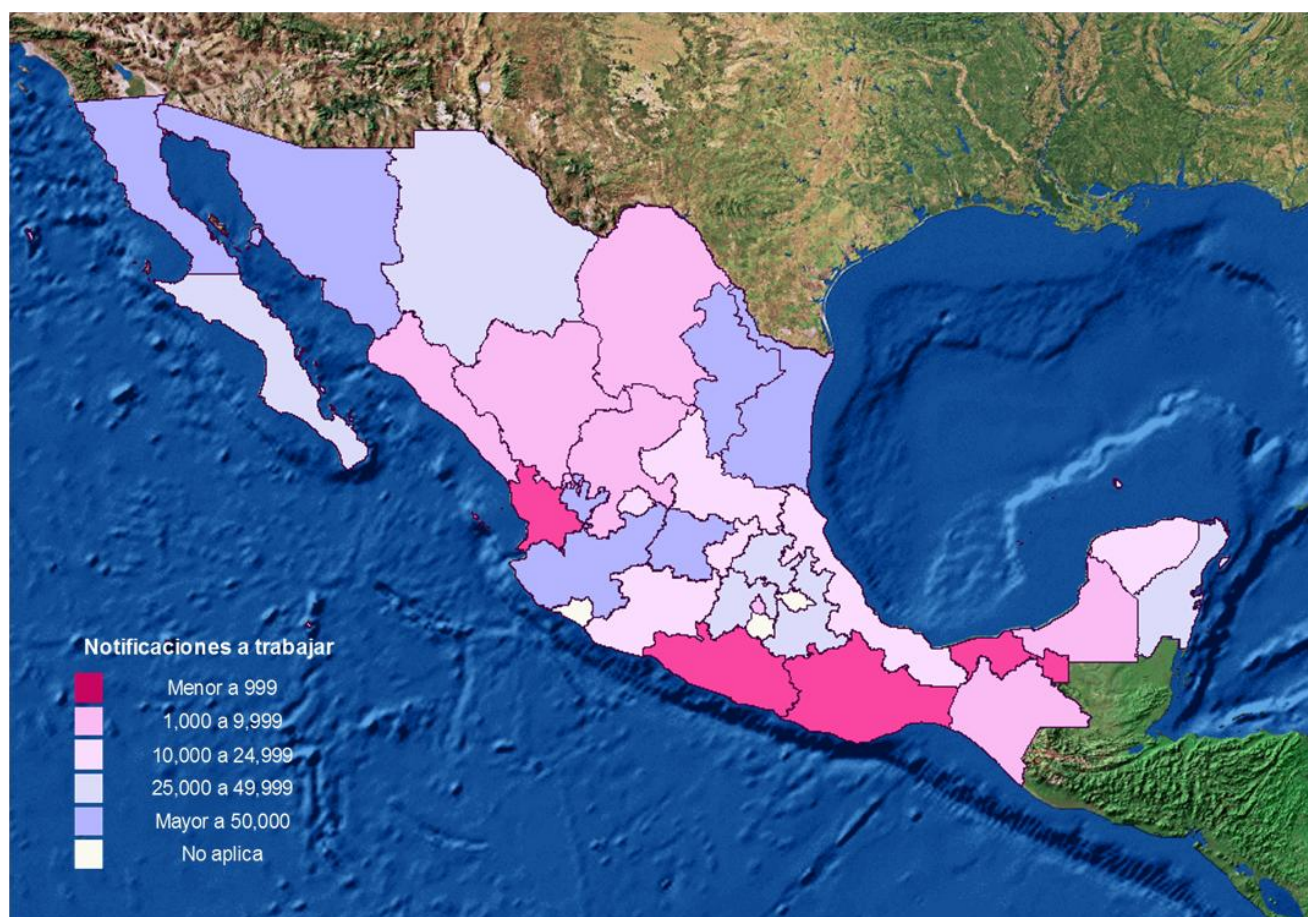 Notificaciones a trabajar
Menor a 999
1,000 a 9,999
10,000 a 24,999
25,000 a 49,999
Mayor a 50,000
No aplica